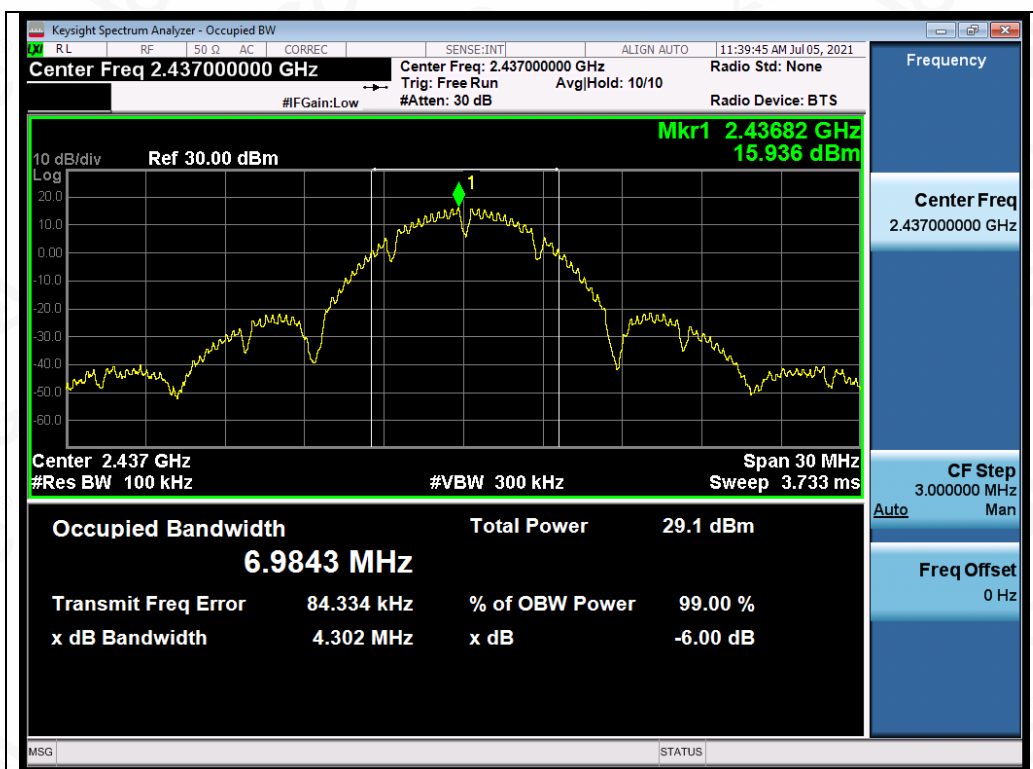 Keysight Spectrum Analyzer - Occupied BW
LXI RL RF 50 Ω AC CORREC SENSE:INT ALIGN AUTO 11:39:45 AM Jul 05, 2021
Center Freq 2.437000000 GHz
Center Freq: 2.437000000 GHz
Radio Std: None
Trig: Free Run Avg|Hold: 10/10
#IFGain:Low
#Atten: 30 dB
Radio Device: BTS
Frequency
Mkr1 2.43682 GHz
15.936 dBm
10 dB/div Ref 30.00 dBm
Log
20.0
1
10.0
0.00
-10.0
-20.0
-30.0
-40.0
-50.0
-60.0
Center 2.437 GHz Span 30 MHz
#Res BW 100 kHz #VBW 300 kHz Sweep 3.733 ms
Occupied Bandwidth Total Power 29.1 dBm
6.9843 MHz
Transmit Freq Error 84.334 kHz % of OBW Power 99.00 %
x dB Bandwidth 4.302 MHz x dB -6.00 dB
Center Freq
2.437000000 GHz
CF Step
3.000000 MHz
Auto Man
Freq Offset
0 Hz
MSG STATUS